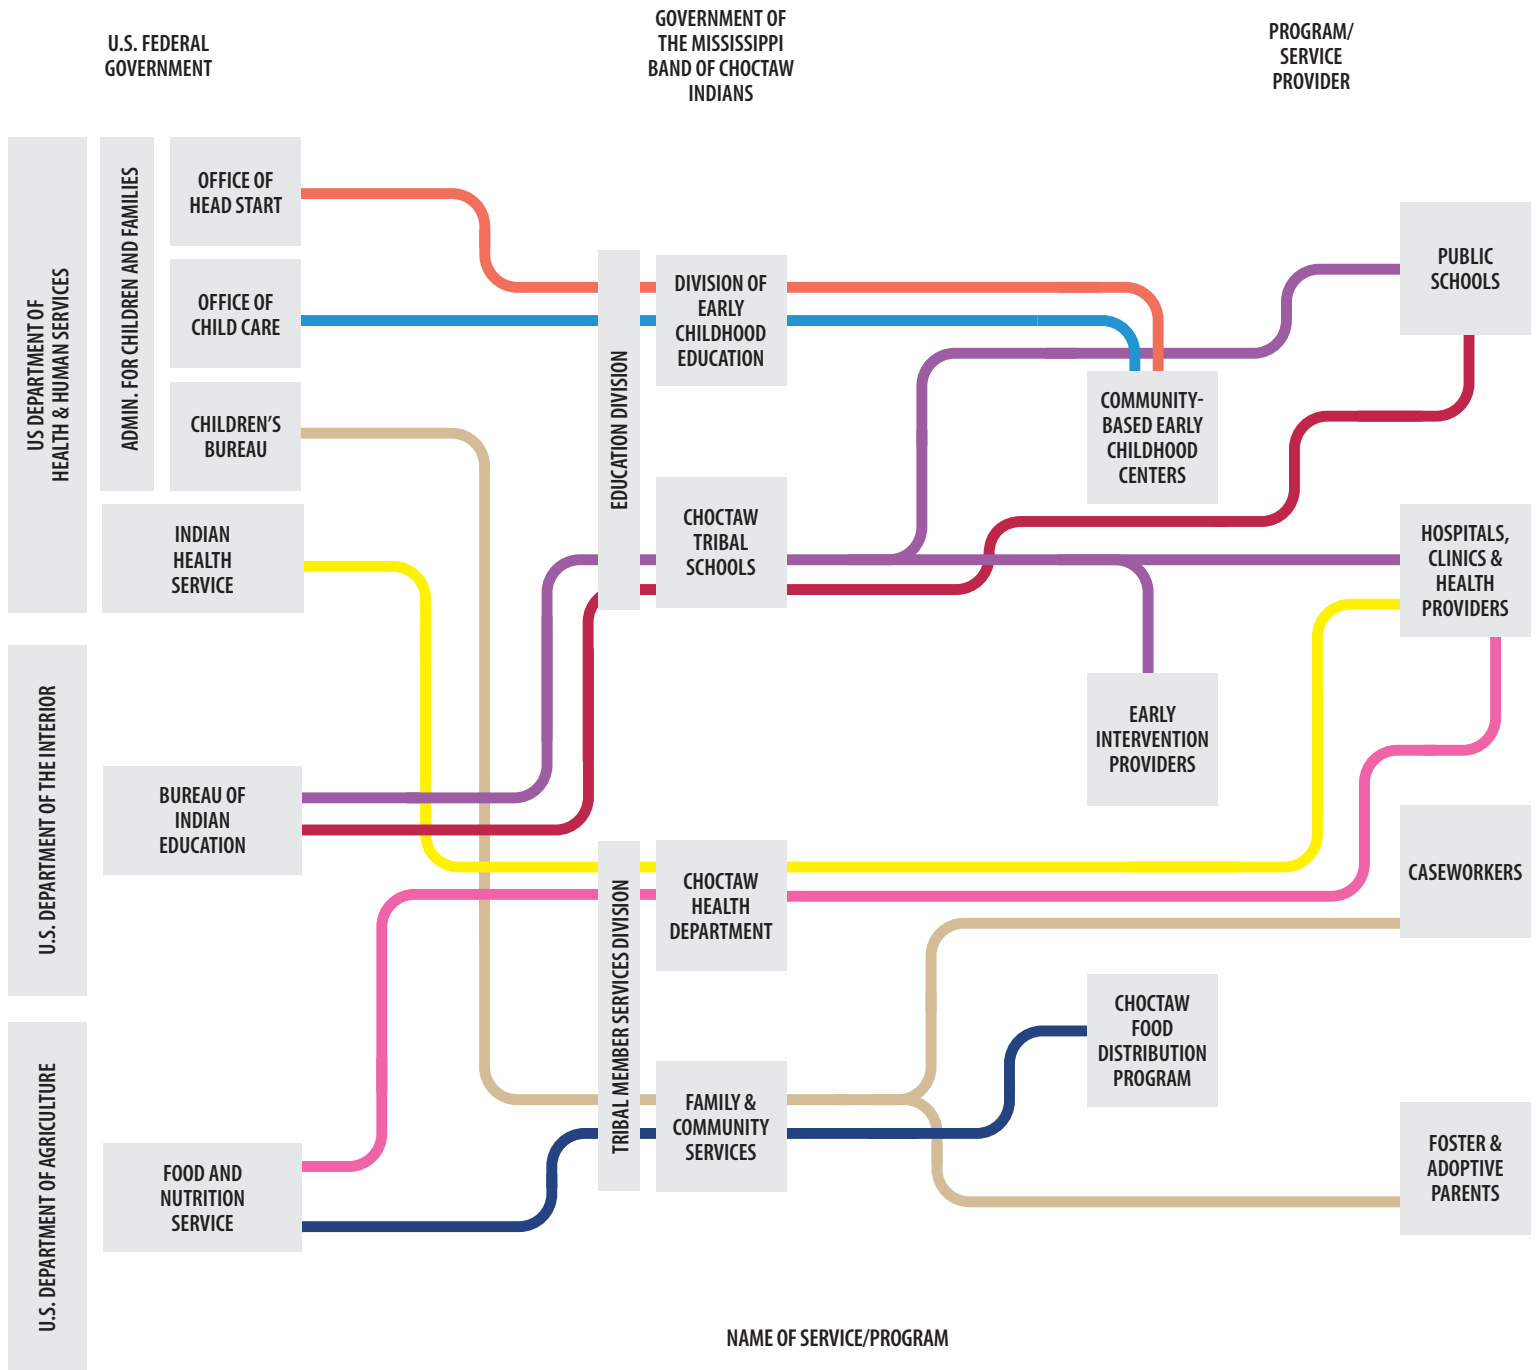 U.S. FEDERAL
GOVERNMENT
GOVERNMENT OF
THE MISSISSIPPI
BAND OF CHOCTAW
INDIANS
PROGRAM/
SERVICE
PROVIDER
US DEPARTMENT OF
HEALTH & HUMAN SERVICES
ADMIN. FOR CHILDREN AND FAMILIES
OFFICE OF
HEAD START
OFFICE OF
CHILD CARE
CHILDREN'S
BUREAU
INDIAN
HEALTH
SERVICE
U.S. DEPARTMENT OF THE INTERIOR
BUREAU OF
INDIAN
EDUCATION
U.S. DEPARTMENT OF AGRICULTURE
FOOD AND
NUTRITION
SERVICE
EDUCATION DIVISION
DIVISION OF
EARLY
CHILDHOOD
EDUCATION
CHOCTAW
TRIBAL
SCHOOLS
TRIBAL MEMBER SERVICES DIVISION
CHOCTAW
HEALTH
DEPARTMENT
FAMILY &
COMMUNITY
SERVICES
COMMUNITY-
BASED EARLY
CHILDHOOD
CENTERS
EARLY
INTERVENTION
PROVIDERS
CHOCTAW
FOOD
DISTRIBUTION
PROGRAM
PUBLIC
SCHOOLS
HOSPITALS,
CLINICS &
HEALTH
PROVIDERS
CASEWORKERS
FOSTER &
ADOPTIVE
PARENTS
NAME OF SERVICE/PROGRAM